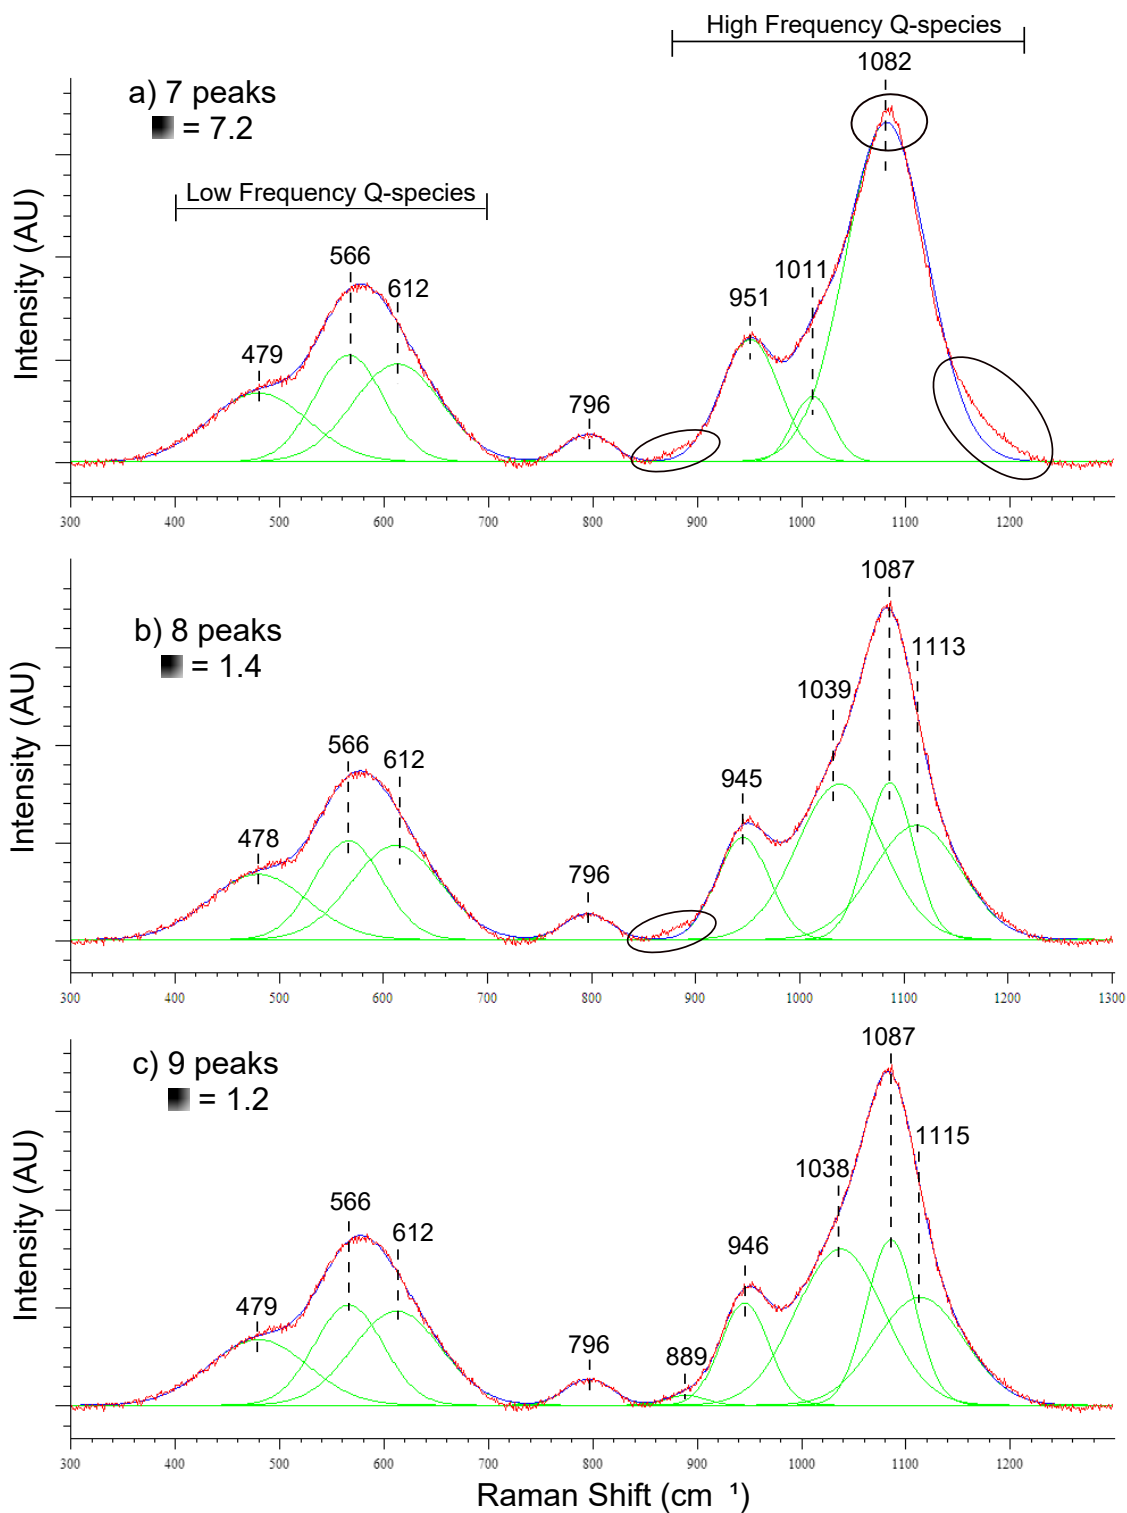 High Frequency Q-species
1082
a) 7 peaks
= 7.2
Low Frequency Q-species
566
612
479
796
951
1011
Intensity (AU)
300 400 500 600 700 800 900 1000 1100 1200
1087
b) 8 peaks
= 1.4
1113
1039
566
612
945
478
796
Intensity (AU)
300 400 500 600 700 800 900 1000 1100 1200 1300
1087
c) 9 peaks
= 1.2
1115
1038
566
612
946
479
796
889
Intensity (AU)
300 400 500 600 700 800 900 1000 1100 1200
Raman Shift (cm ¹)